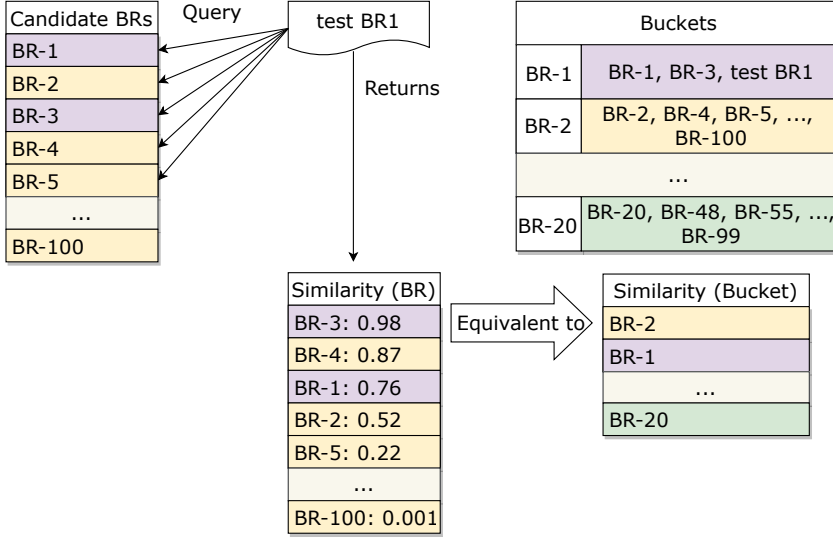 Candidate BRs
BR-1
BR-2
BR-3
BR-4
BR-5
...
BR-100
Query
test BR1
Returns
Buckets
BR-1
BR-1, BR-3, test BR1
BR-2
BR-2, BR-4, BR-5, ...,
BR-100
...
BR-20
BR-20, BR-48, BR-55, ...,
BR-99
Similarity (BR)
BR-3: 0.98
BR-4: 0.87
BR-1: 0.76
BR-2: 0.52
BR-5: 0.22
...
BR-100: 0.001
Equivalent to
Similarity (Bucket)
BR-2
BR-1
...
BR-20